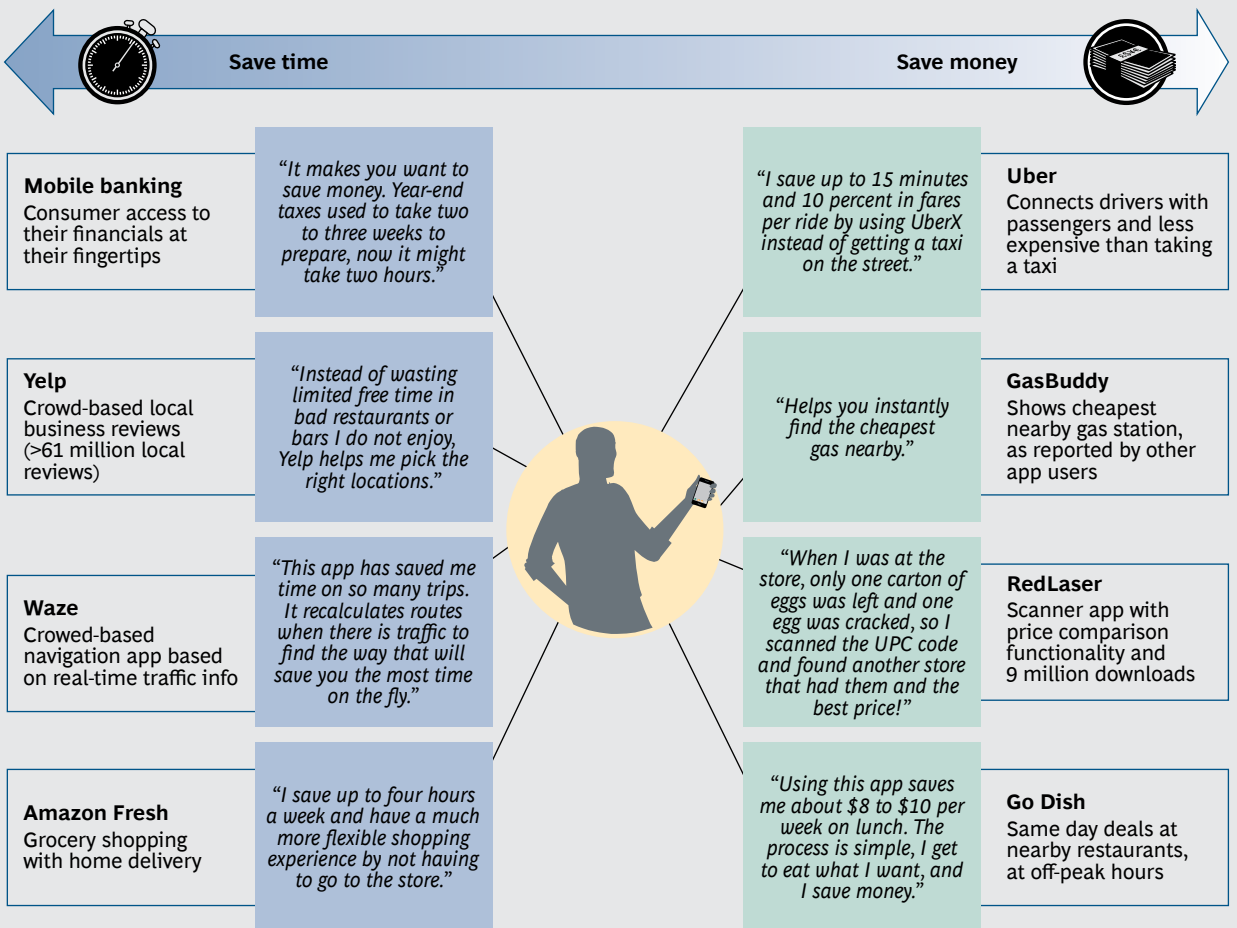 Save time
Save money
Mobile banking
Consumer access to
their financials at
their fingertips
“It makes you want to
save money. Year-end
taxes used to take two
to three weeks to
prepare, now it might
take two hours.”
“I save up to 15 minutes
and 10 percent in fares
per ride by using UberX
instead of getting a taxi
on the street.”
Uber
Connects drivers with
passengers and less
expensive than taking
a taxi
Yelp
Crowd-based local
business reviews
(>61 million local
reviews)
“Instead of wasting
limited free time in
bad restaurants or
bars I do not enjoy,
Yelp helps me pick the
right locations.”
“Helps you instantly
find the cheapest
gas nearby.”
GasBuddy
Shows cheapest
nearby gas station,
as reported by other
app users
Waze
Crowed-based
navigation app based
on real-time traffic info
“This app has saved me
time on so many trips.
It recalculates routes
when there is traffic to
find the way that will
save you the most time
on the fly.”
“When I was at the
store, only one carton of
eggs was left and one
egg was cracked, so I
scanned the UPC code
and found another store
that had them and the
best price!”
RedLaser
Scanner app with
price comparison
functionality and
9 million downloads
Amazon Fresh
Grocery shopping
with home delivery
“I save up to four hours
a week and have a much
more flexible shopping
experience by not having
to go to the store.”
“Using this app saves
me about $8 to $10 per
week on lunch. The
process is simple, I get
to eat what I want, and
I save money.”
Go Dish
Same day deals at
nearby restaurants,
at off-peak hours